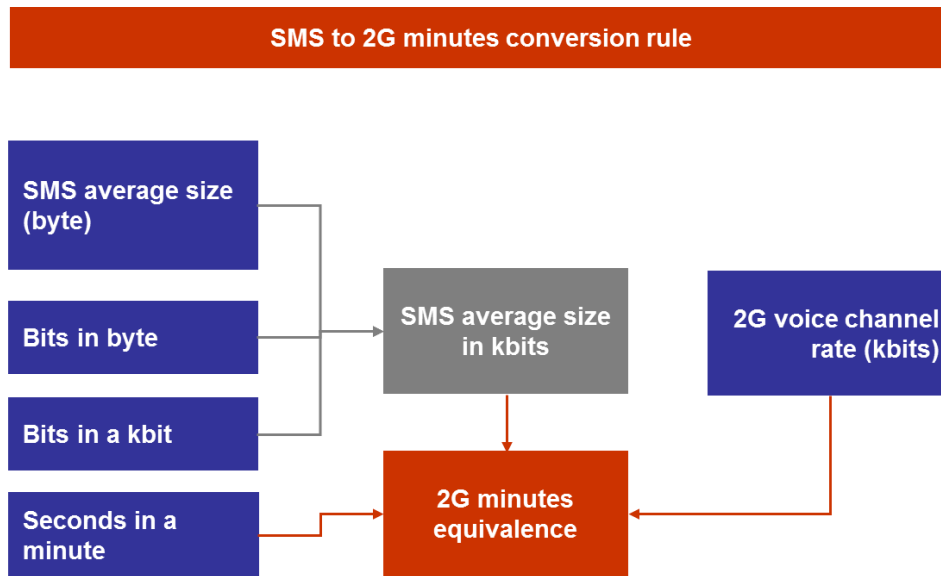 SMS to 2G minutes conversion rule
SMS average size
(byte)
Bits in byte
Bits in a kbit
Seconds in a
minute
SMS average size
in kbits
2G minutes
equivalence
2G voice channel
rate (kbits)